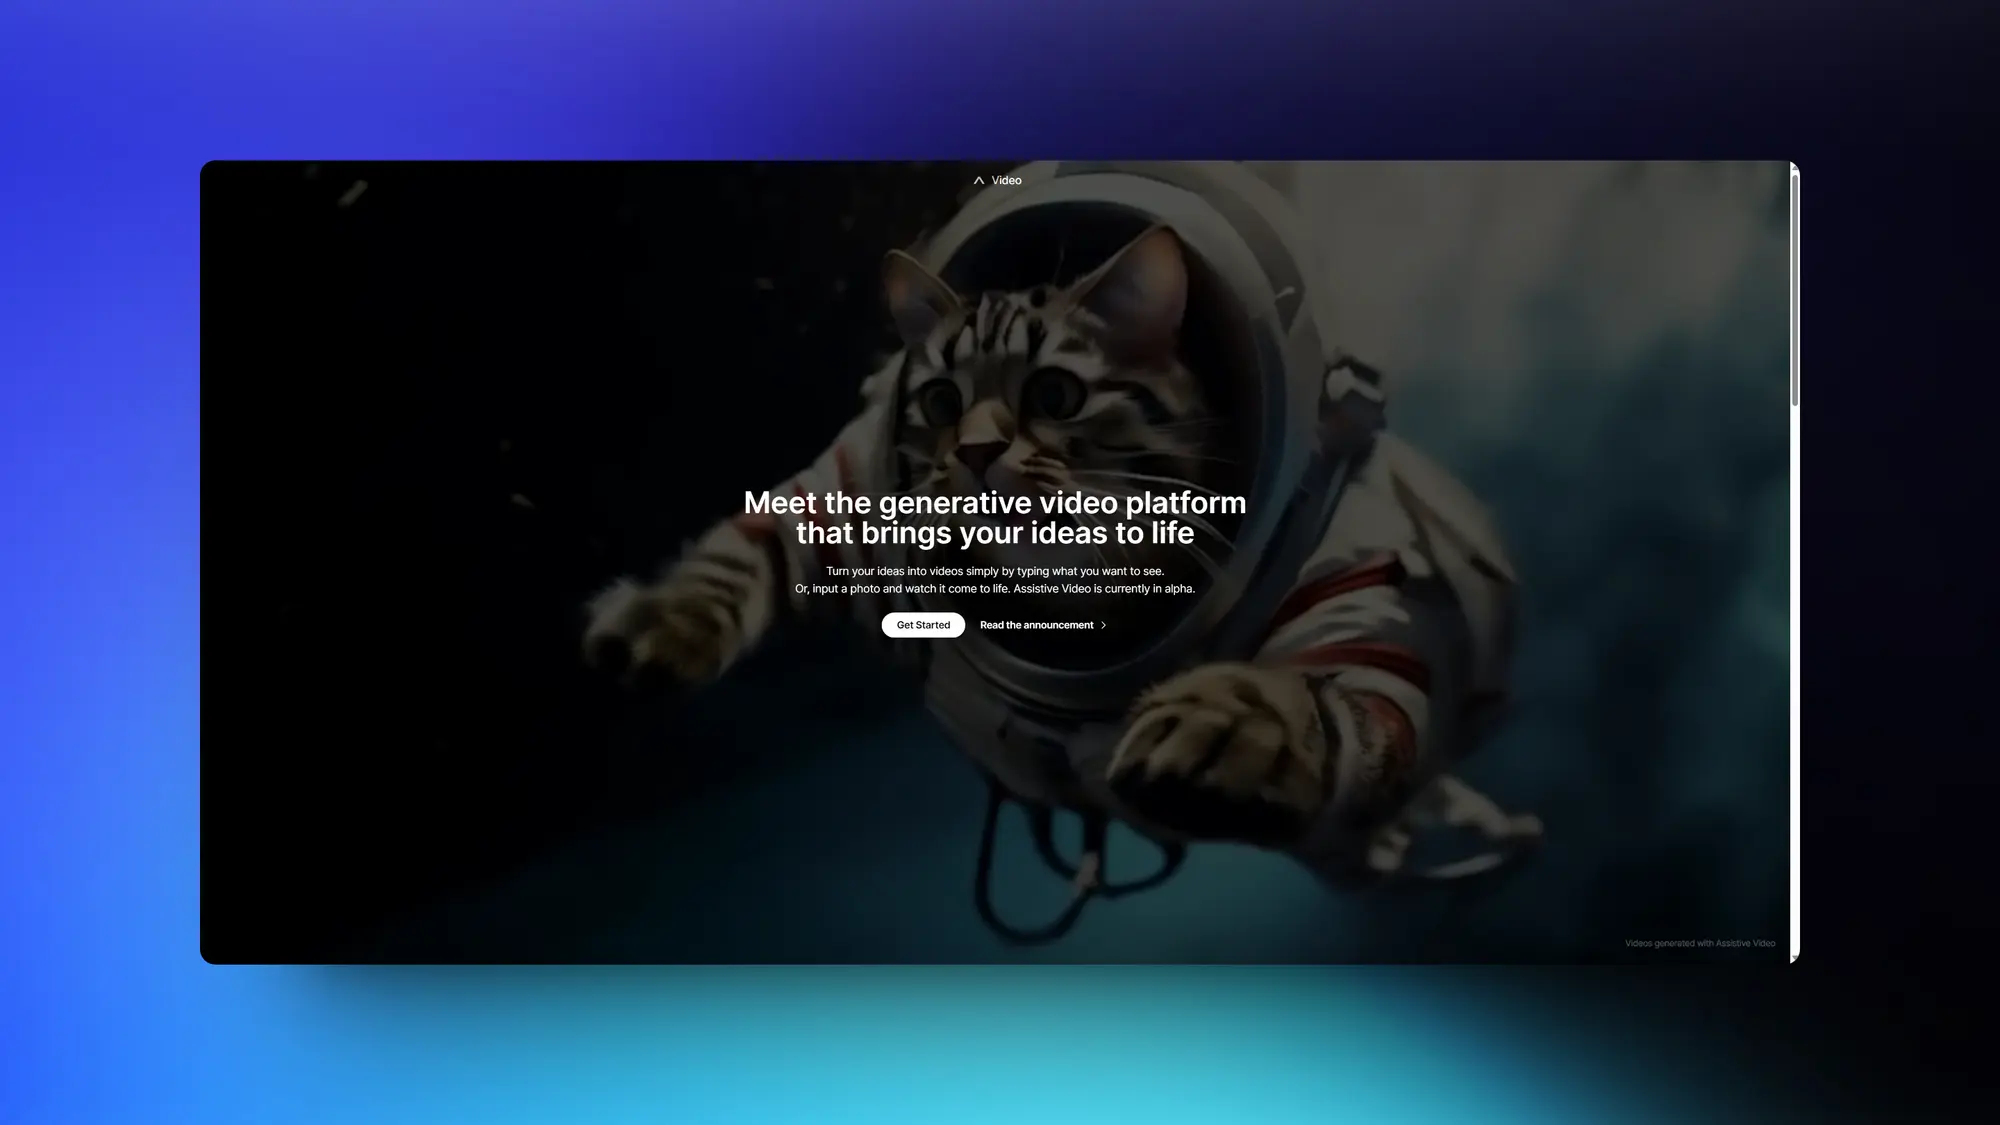 Video
Meet the generative video platform
that brings your ideas to life
Turn your ideas into videos simply by typing what you want to see.
Or, input a photo and watch it come to life. Assistive Video is currently in alpha.
Get Started
Read the announcement
Videos generated with Assistive Video